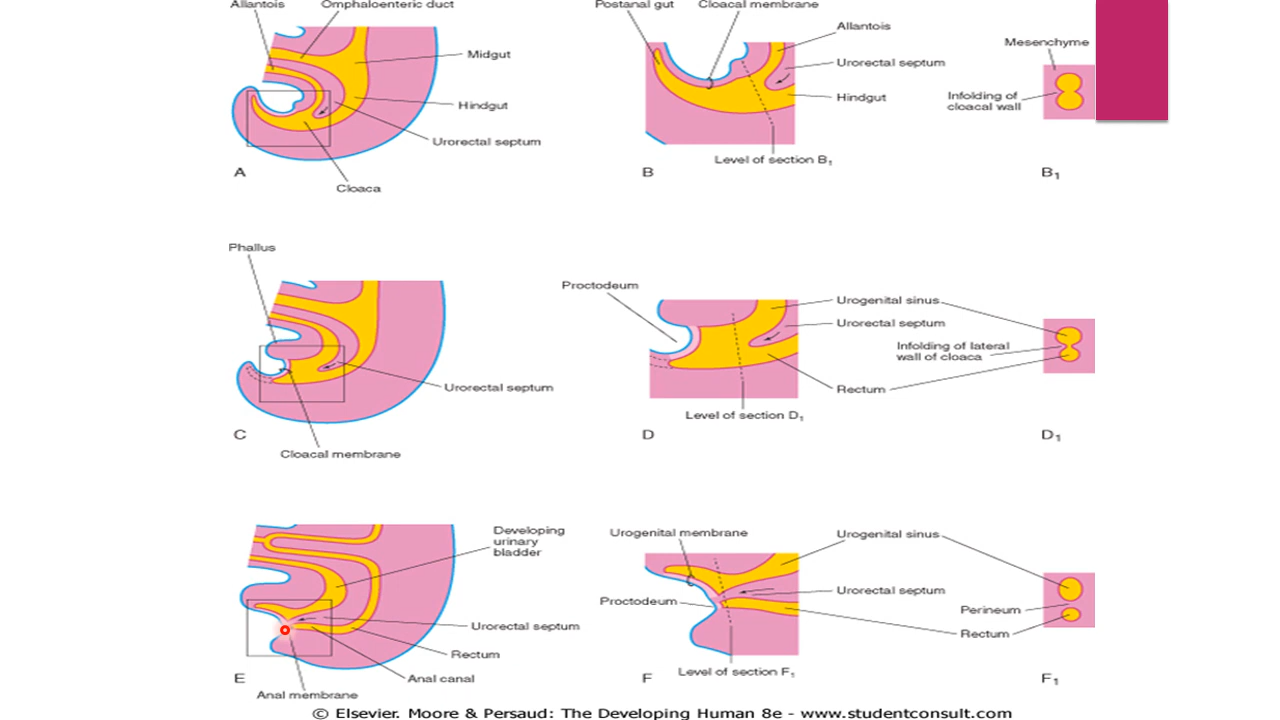 Allantois
Omphaloenteric duct
Midgut
Hindgut
Urorectal septum
Cloaca
A
Postanal gut
Cloacal membrane
Allantois
Urorectal septum
Hindgut
Level of section B1
B
Mesenchyme
Infolding of
cloacal wall
B1
Phallus
Urorectal septum
Cloacal membrane
C
Proctodeum
Urogenital sinus
Urorectal septum
Infolding of lateral
wall of cloaca
Rectum
Level of section D1
D
D1
Developing
urinary
bladder
Urorectal septum
Rectum
Anal canal
Anal membrane
E
Urogenital membrane
Urogenital sinus
Proctodeum
Urorectal septum
Perineum
Rectum
Level of section F1
F
F1
© Elsevier. Moore & Persaud: The Developing Human 8e - www.studentconsult.com